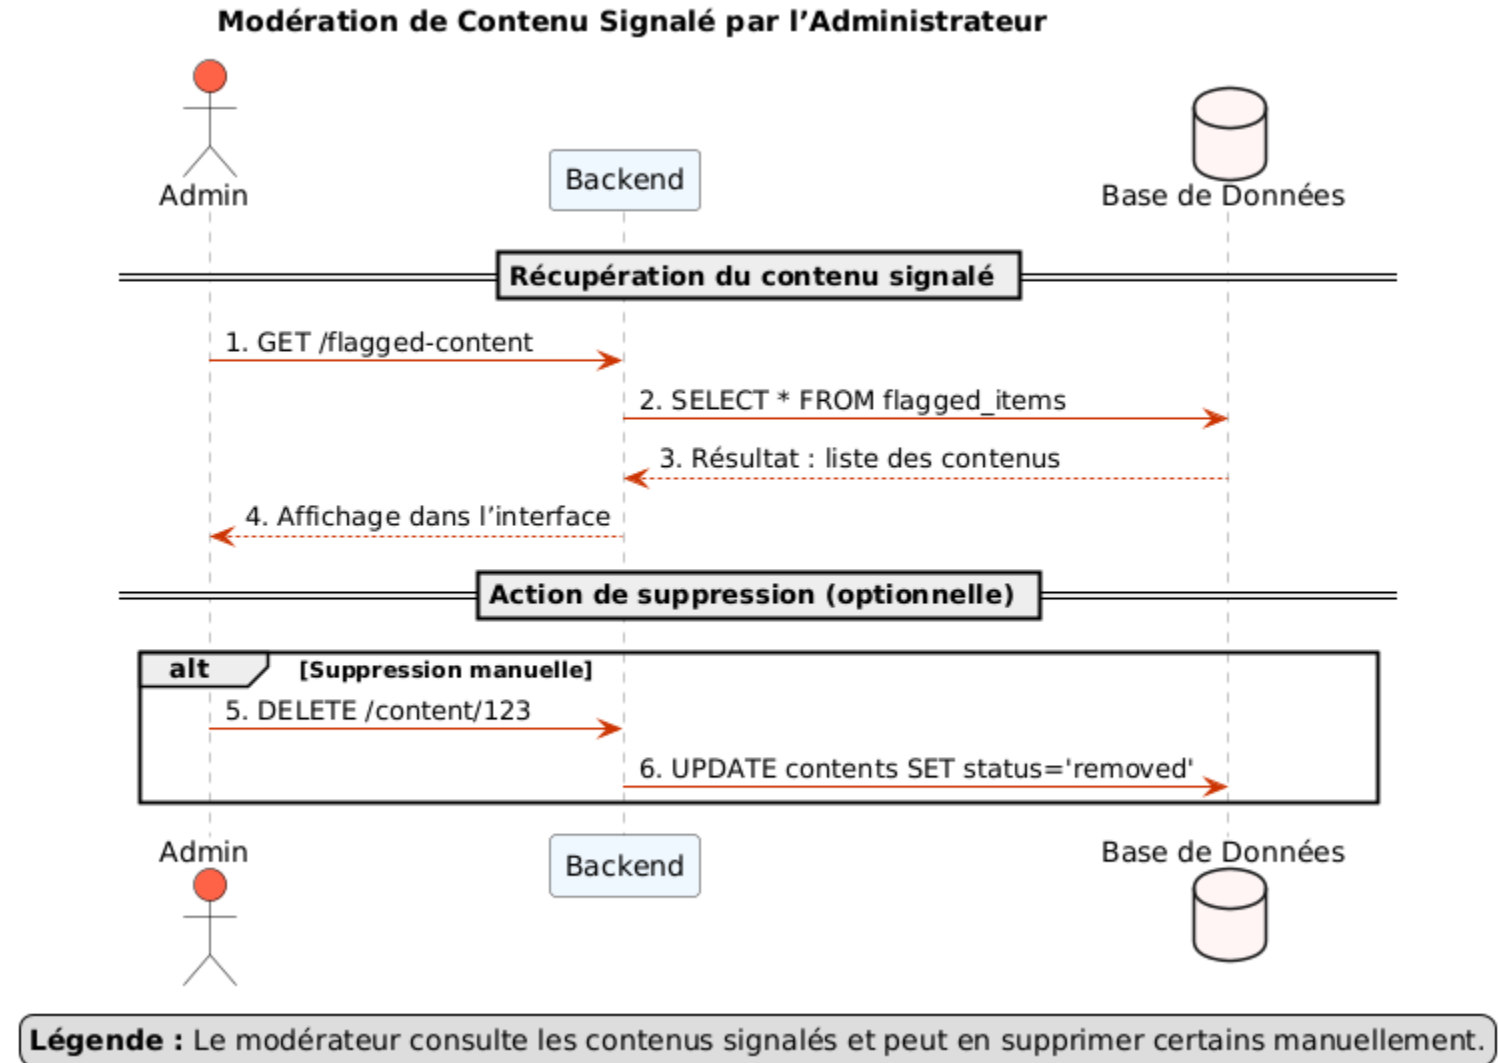 Modération de Contenu Signalé par l’Administrateur
Admin
Backend
Base de Données
Récupération du contenu signalé
1. GET /flagged-content
2. SELECT * FROM flagged_items
3. Résultat : liste des contenus
4. Affichage dans l’interface
Action de suppression (optionnelle)
alt [Suppression manuelle]
5. DELETE /content/123
6. UPDATE contents SET status='removed'
Admin
Backend
Base de Données
Légende : Le modérateur consulte les contenus signalés et peut en supprimer certains manuellement.